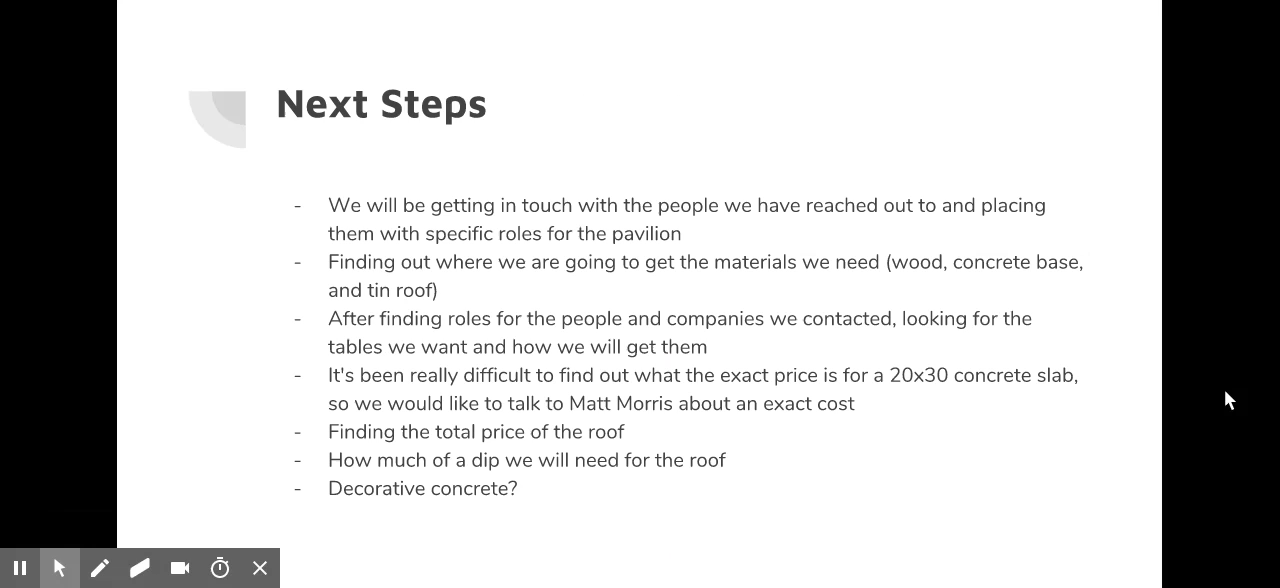 Next Steps
- We will be getting in touch with the people we have reached out to and placing
them with specific roles for the pavilion
- Finding out where we are going to get the materials we need (wood, concrete base,
and tin roof)
- After finding roles for the people and companies we contacted, looking for the
tables we want and how we will get them
- It's been really difficult to find out what the exact price is for a 20x30 concrete slab,
so we would like to talk to Matt Morris about an exact cost
- Finding the total price of the roof
- How much of a dip we will need for the roof
- Decorative concrete?